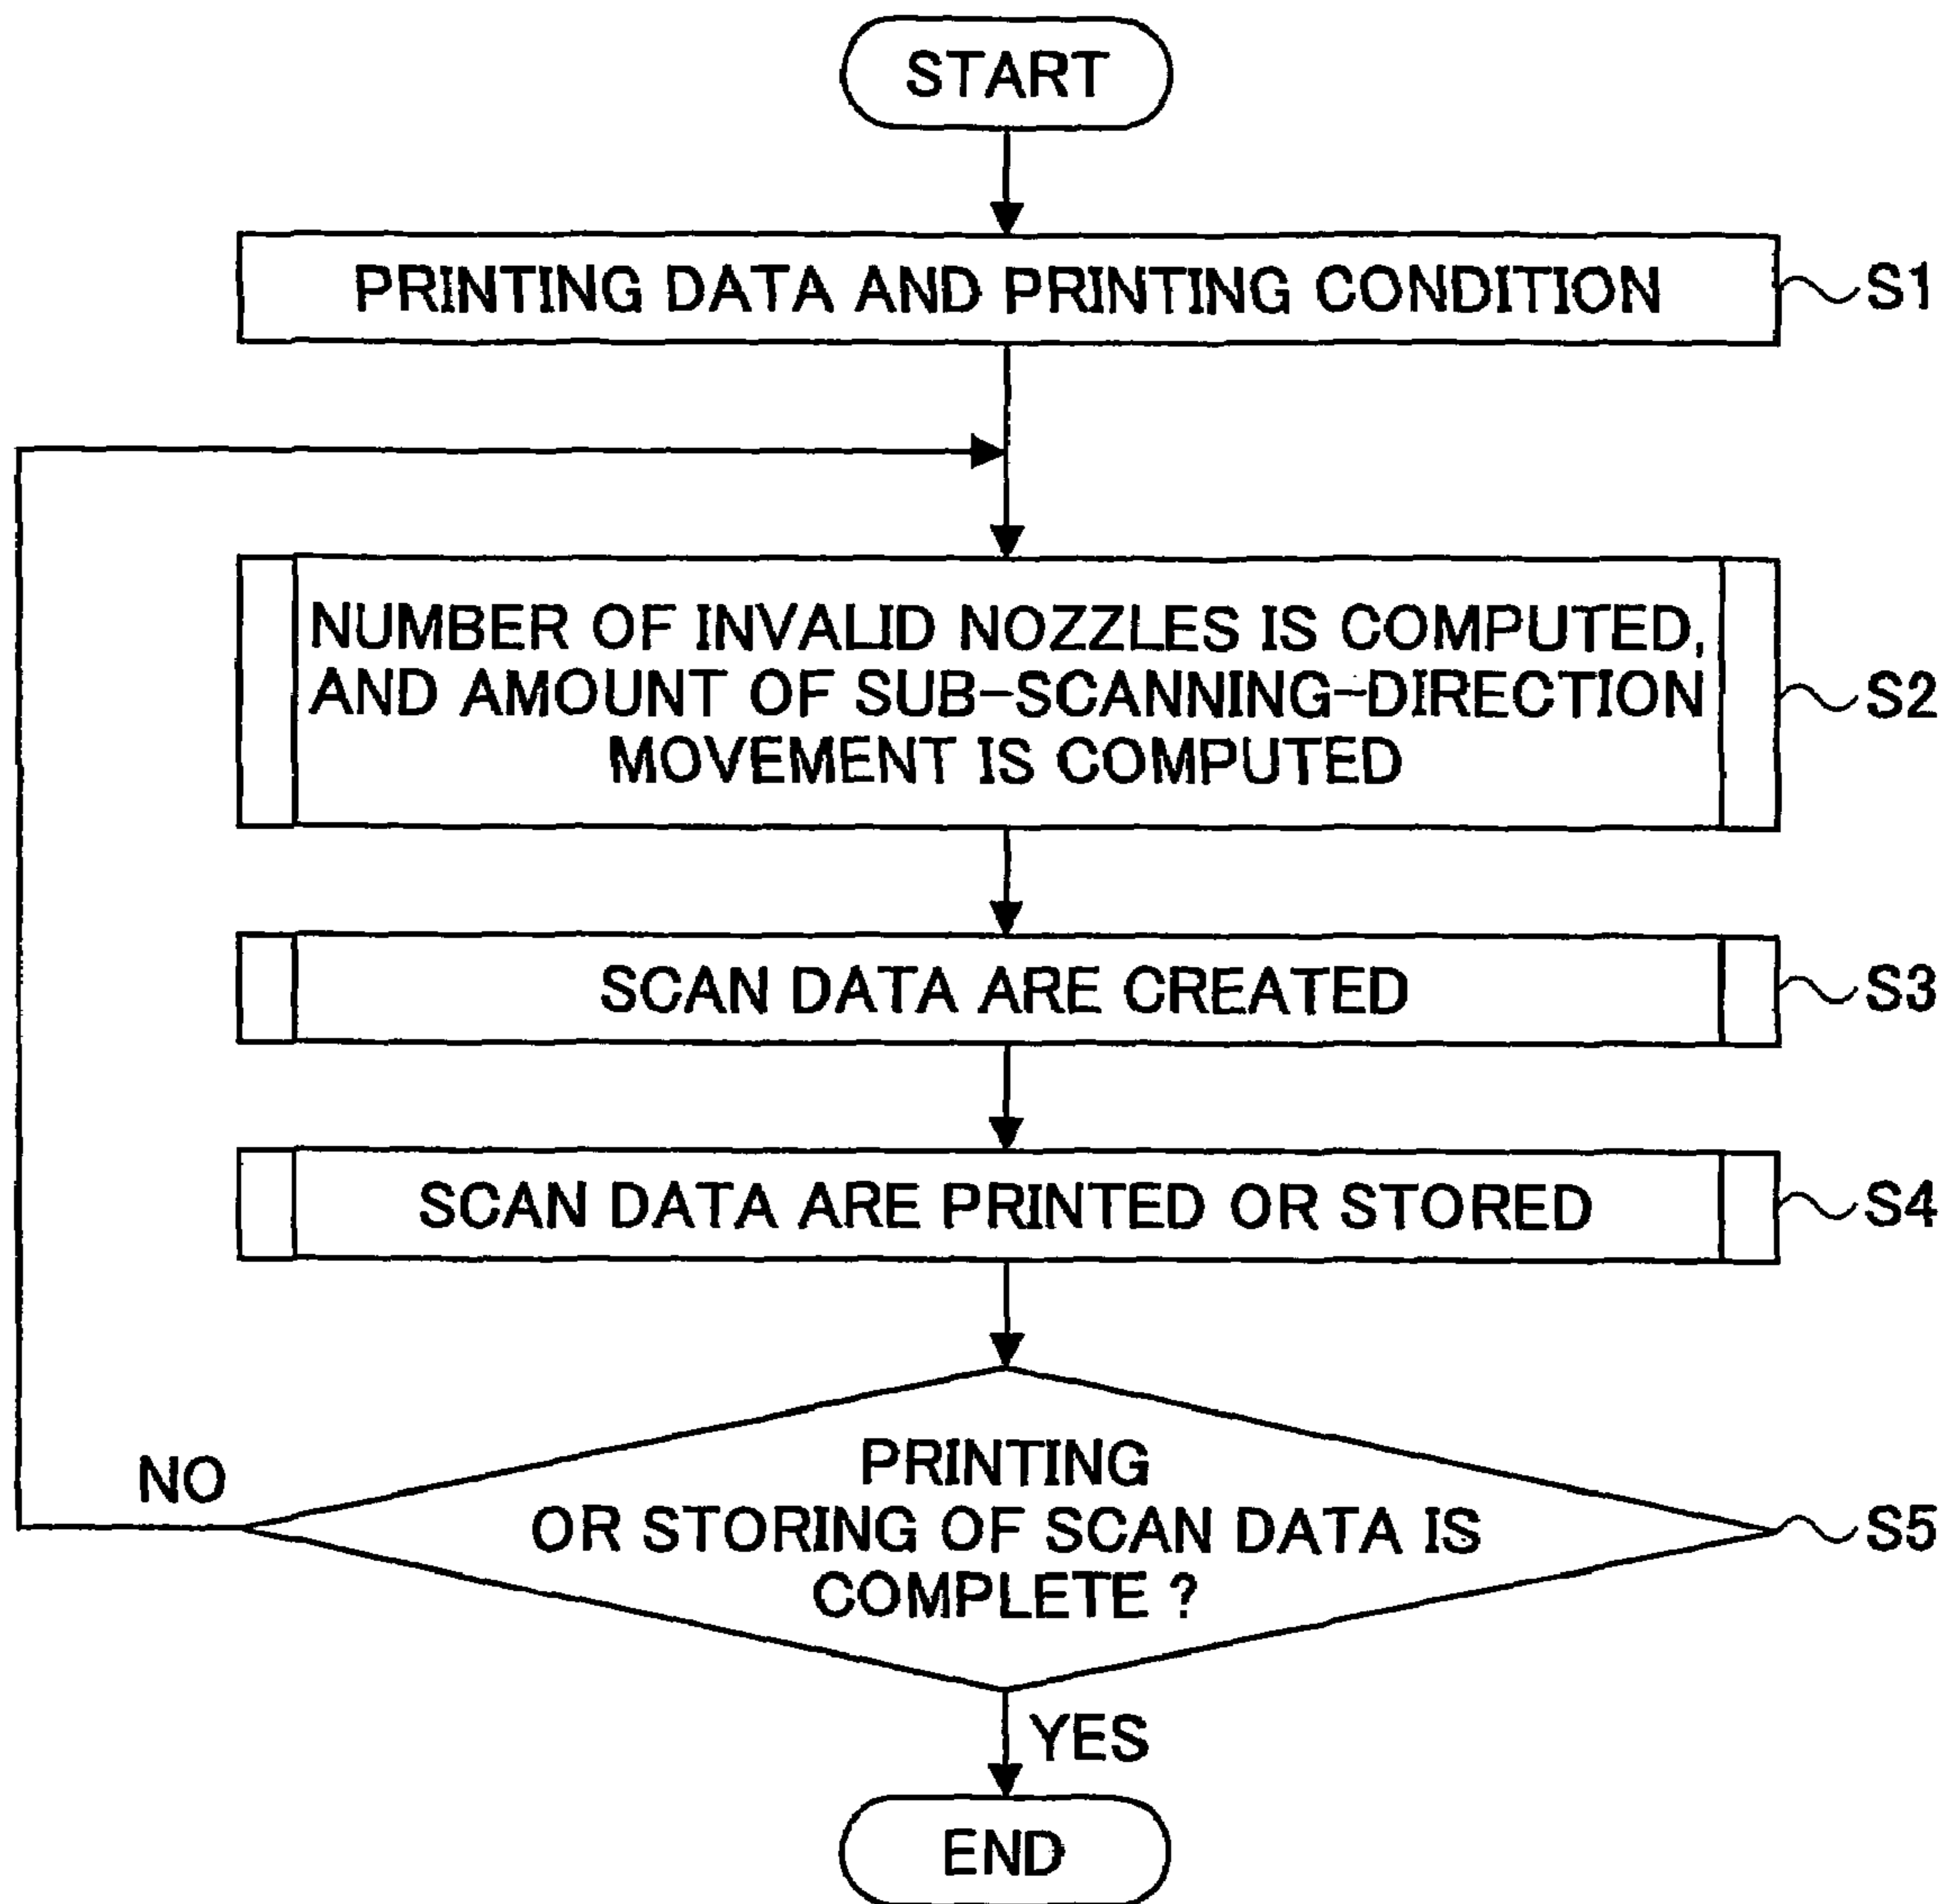 START
PRINTING DATA AND PRINTING CONDITION
S1
NUMBER OF INVALID NOZZLES IS COMPUTED,
AND AMOUNT OF SUB-SCANNING-DIRECTION
MOVEMENT IS COMPUTED
S2
SCAN DATA ARE CREATED
S3
SCAN DATA ARE PRINTED OR STORED
S4
NO
PRINTING
OR STORING OF SCAN DATA IS
COMPLETE ?
S5
YES
END